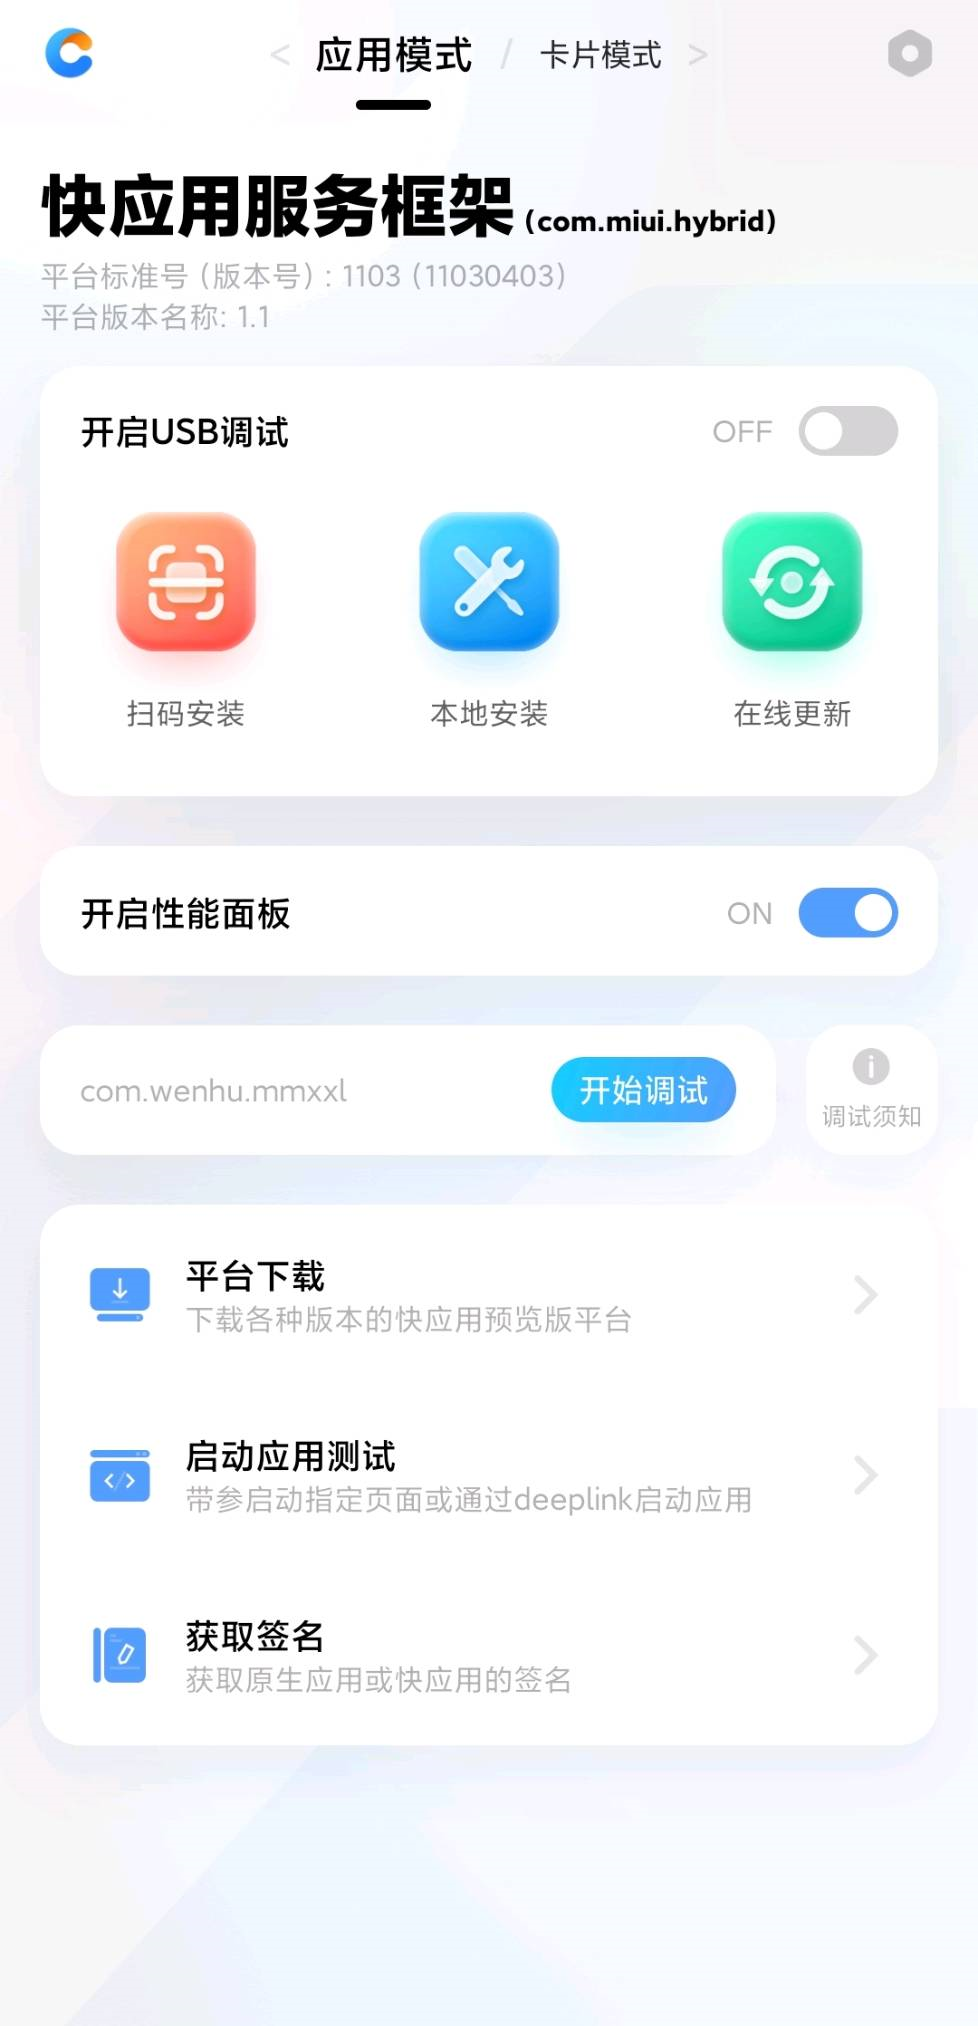 < 应用模式 / 卡片模式 >
快应用服务框架 (com.miui.hybrid)
平台标准号 (版本号) : 1103 (11030403)
平台版本名称: 1.1
开启USB调试 OFF
扫码安装 本地安装 在线更新
开启性能面板 ON
com.wenhu.mmxxl 开始调试
调试须知
平台下载
下载各种版本的快应用预览版平台
启动应用测试
带参启动指定页面或通过deeplink启动应用
获取签名
获取原生应用或快应用的签名